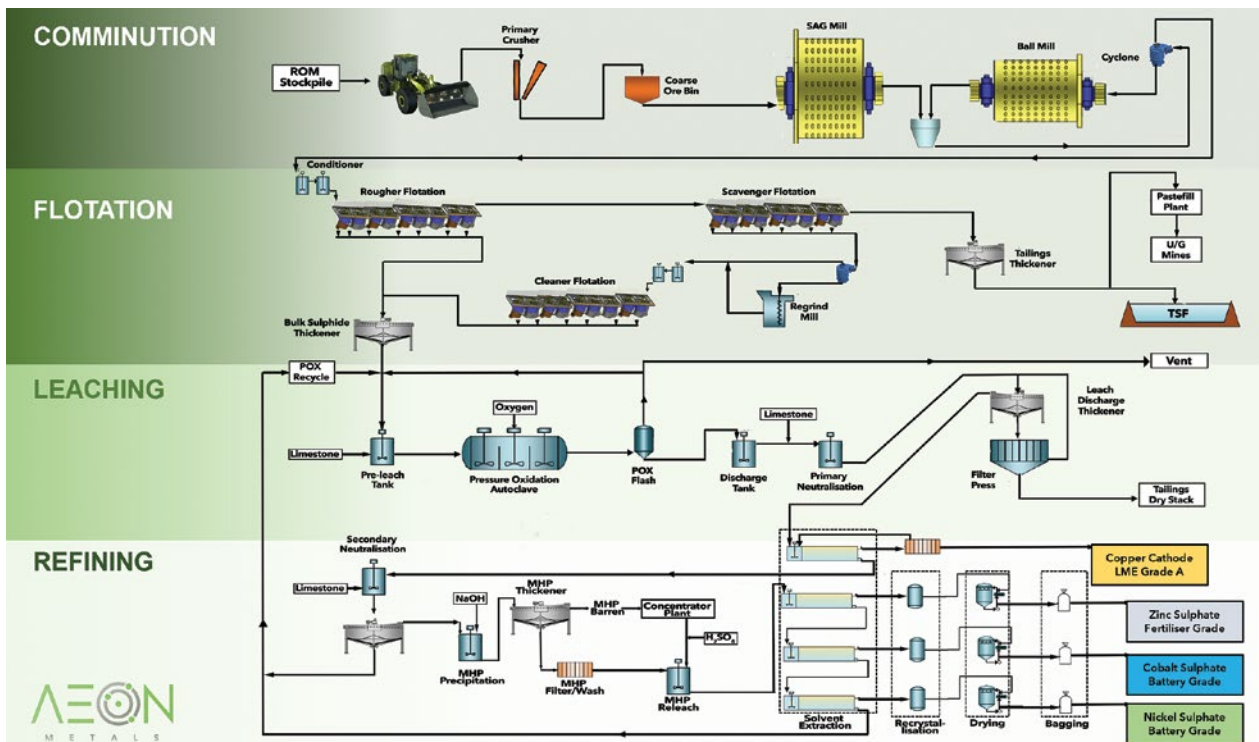 COMMINUTION
ROM
Stockpile
Primary
Crusher
Coarse
Ore Bin
SAG Mill
Ball Mill
Cyclone
FLOTATION
Conditioner
Rougher Flotation
Scavenger Flotation
Cleaner Flotation
Regrind
Mill
Tailings
Thickener
Pastefill
Plant
U/G
Mines
TSF
Bulk Sulphide
Thickener
LEACHING
POX
Recycle
Vent
Limestone
Pre-leach
Tank
Oxygen
Pressure Oxidation
Autoclave
POX
Flash
Discharge
Tank
Limestone
Primary
Neutralisation
Leach
Discharge
Thickener
Filter
Press
Tailings
Dry Stack
REFINING
Secondary
Neutralisation
Limestone
NaOH
MHP
Precipitation
MHP
Thickener
MHP
Barren
Concentrator
Plant
H₂SO₄
MHP
Filter/Wash
MHP
Releach
Solvent
Extraction
Recrystal-
lisation
Drying
Bagging
Copper Cathode
LME Grade A
Zinc Sulphate
Fertiliser Grade
Cobalt Sulphate
Battery Grade
Nickel Sulphate
Battery Grade
AEON
METALS